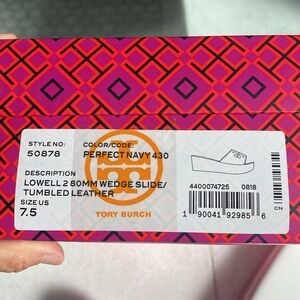 STYLE NO: COLOR/CODE:
50878 PERFECT NAVY 430
DESCRIPTION
LOWELL 2 80MM WEDGE SLIDE/
TUMBLED LEATHER
SIZE US
7.5
TORY BURCH
4400074725 0818
1 90041 92985 6
CN